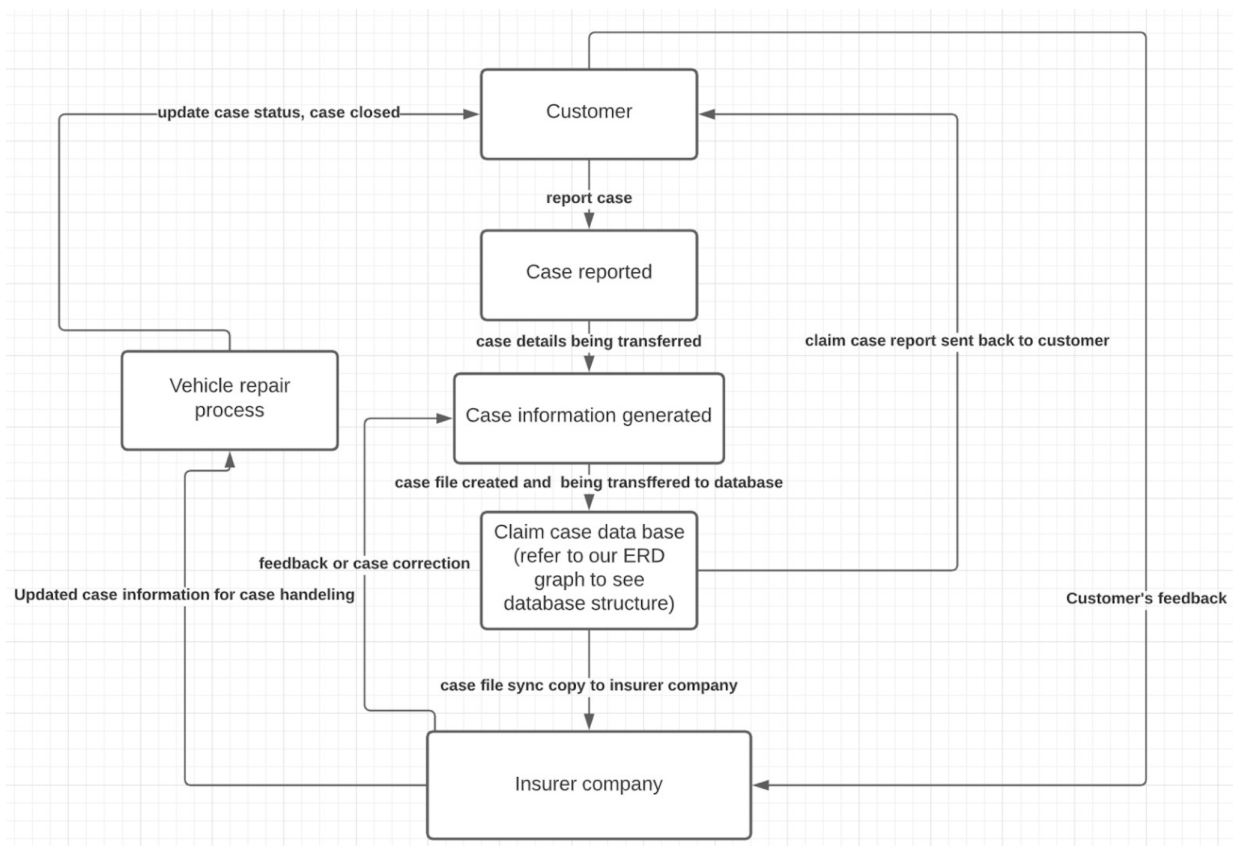 update case status, case closed
Customer
report case
Case reported
case details being transferred
claim case report sent back to customer
Vehicle repair
process
Case information generated
case file created and  being transffered to database
Claim case data base
(refer to our ERD
graph to see
database structure)
feedback or case correction
Updated case information for case handeling
Customer's feedback
case file sync copy to insurer company
Insurer company